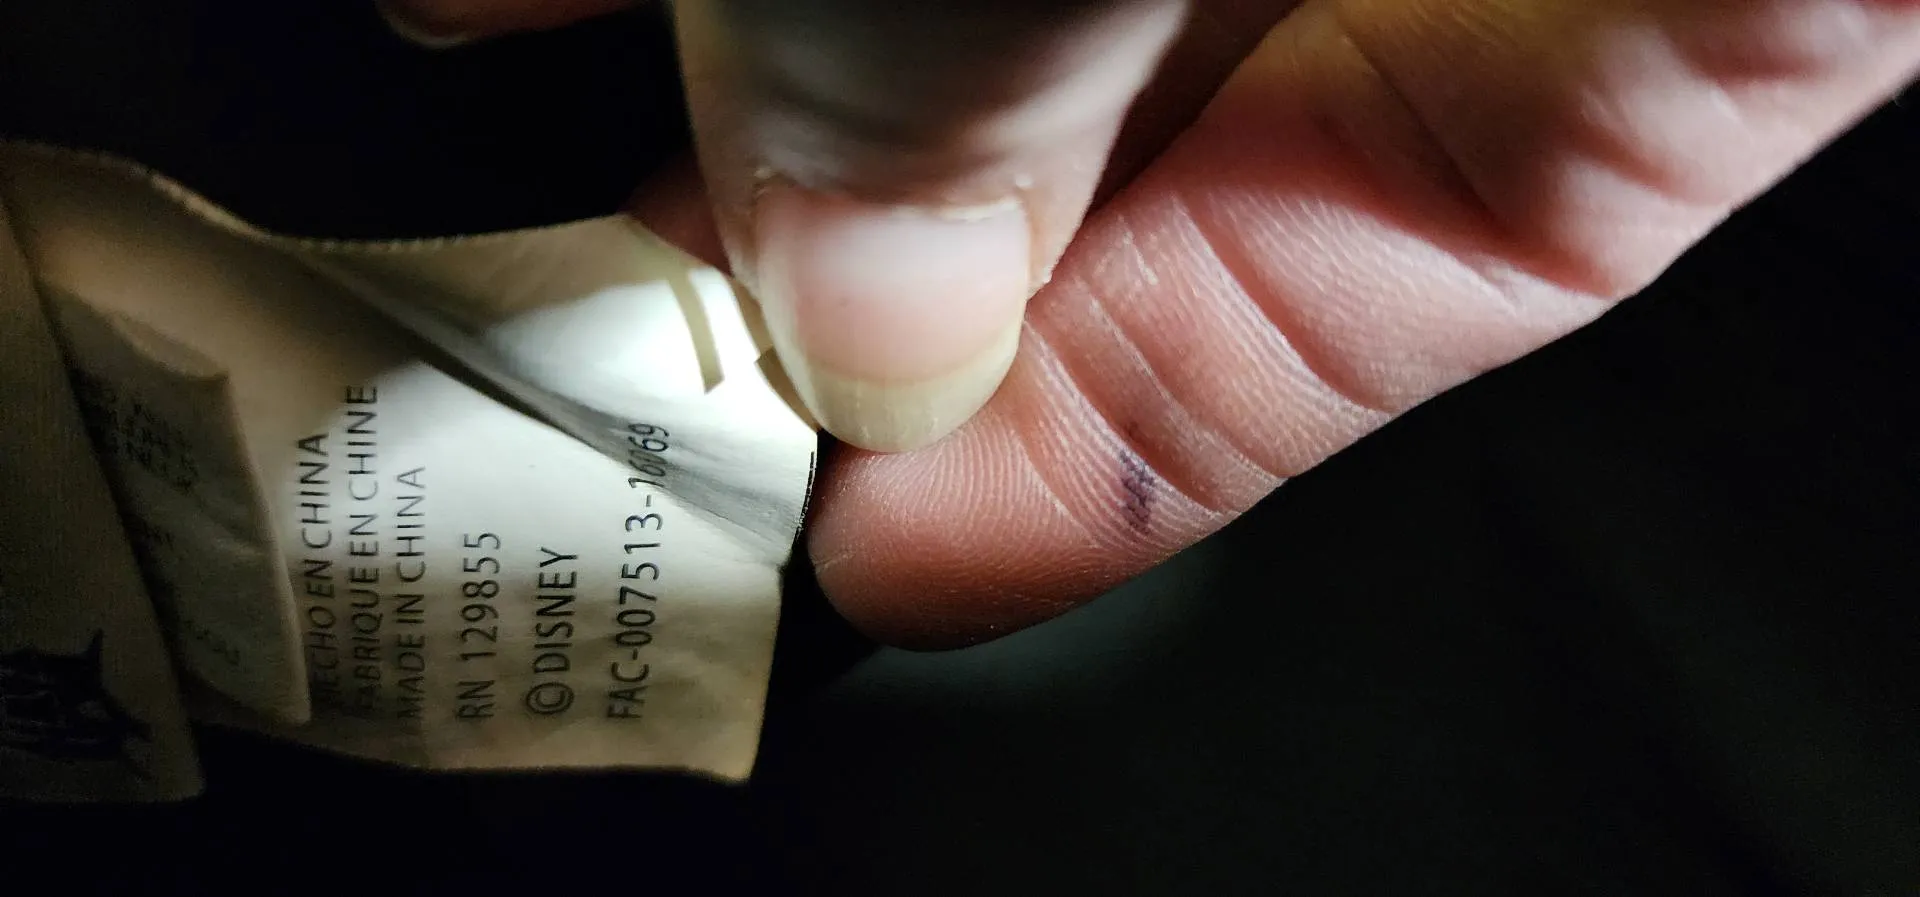 HECHO EN CHINA
FABRIQUE EN CHINE
MADE IN CHINA
RN 129855
©DISNEY
FAC-007513-16069